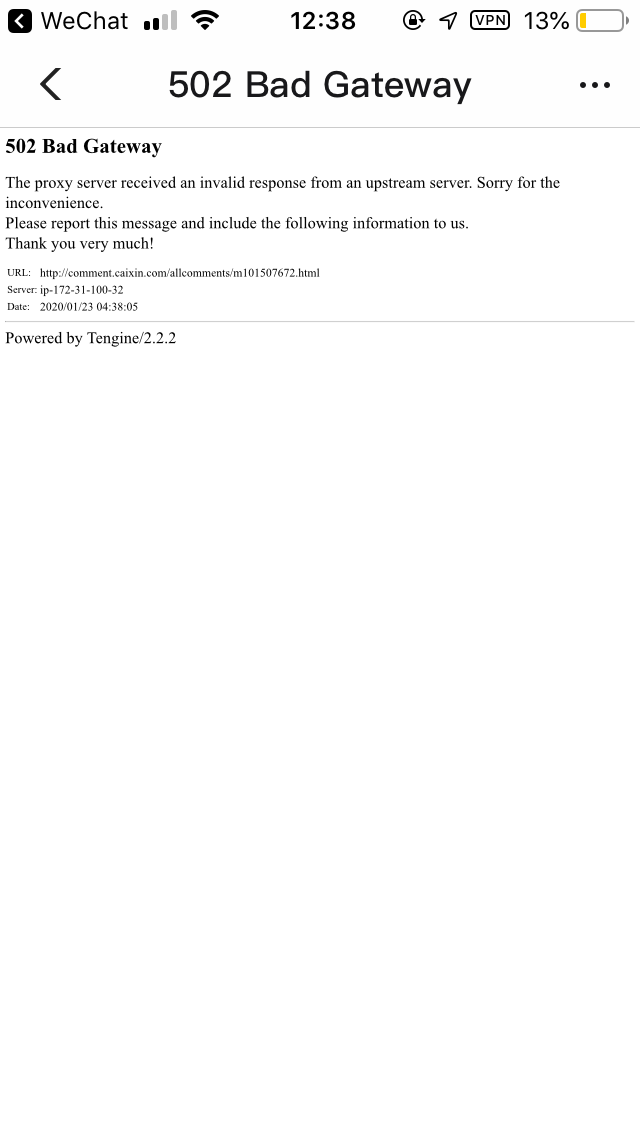 WeChat 12:38 VPN 13%
502 Bad Gateway
502 Bad Gateway
The proxy server received an invalid response from an upstream server. Sorry for the
inconvenience.
Please report this message and include the following information to us.
Thank you very much!
URL: http://comment.caixin.com/allcomments/m101507672.html
Server: ip-172-31-100-32
Date: 2020/01/23 04:38:05
Powered by Tengine/2.2.2